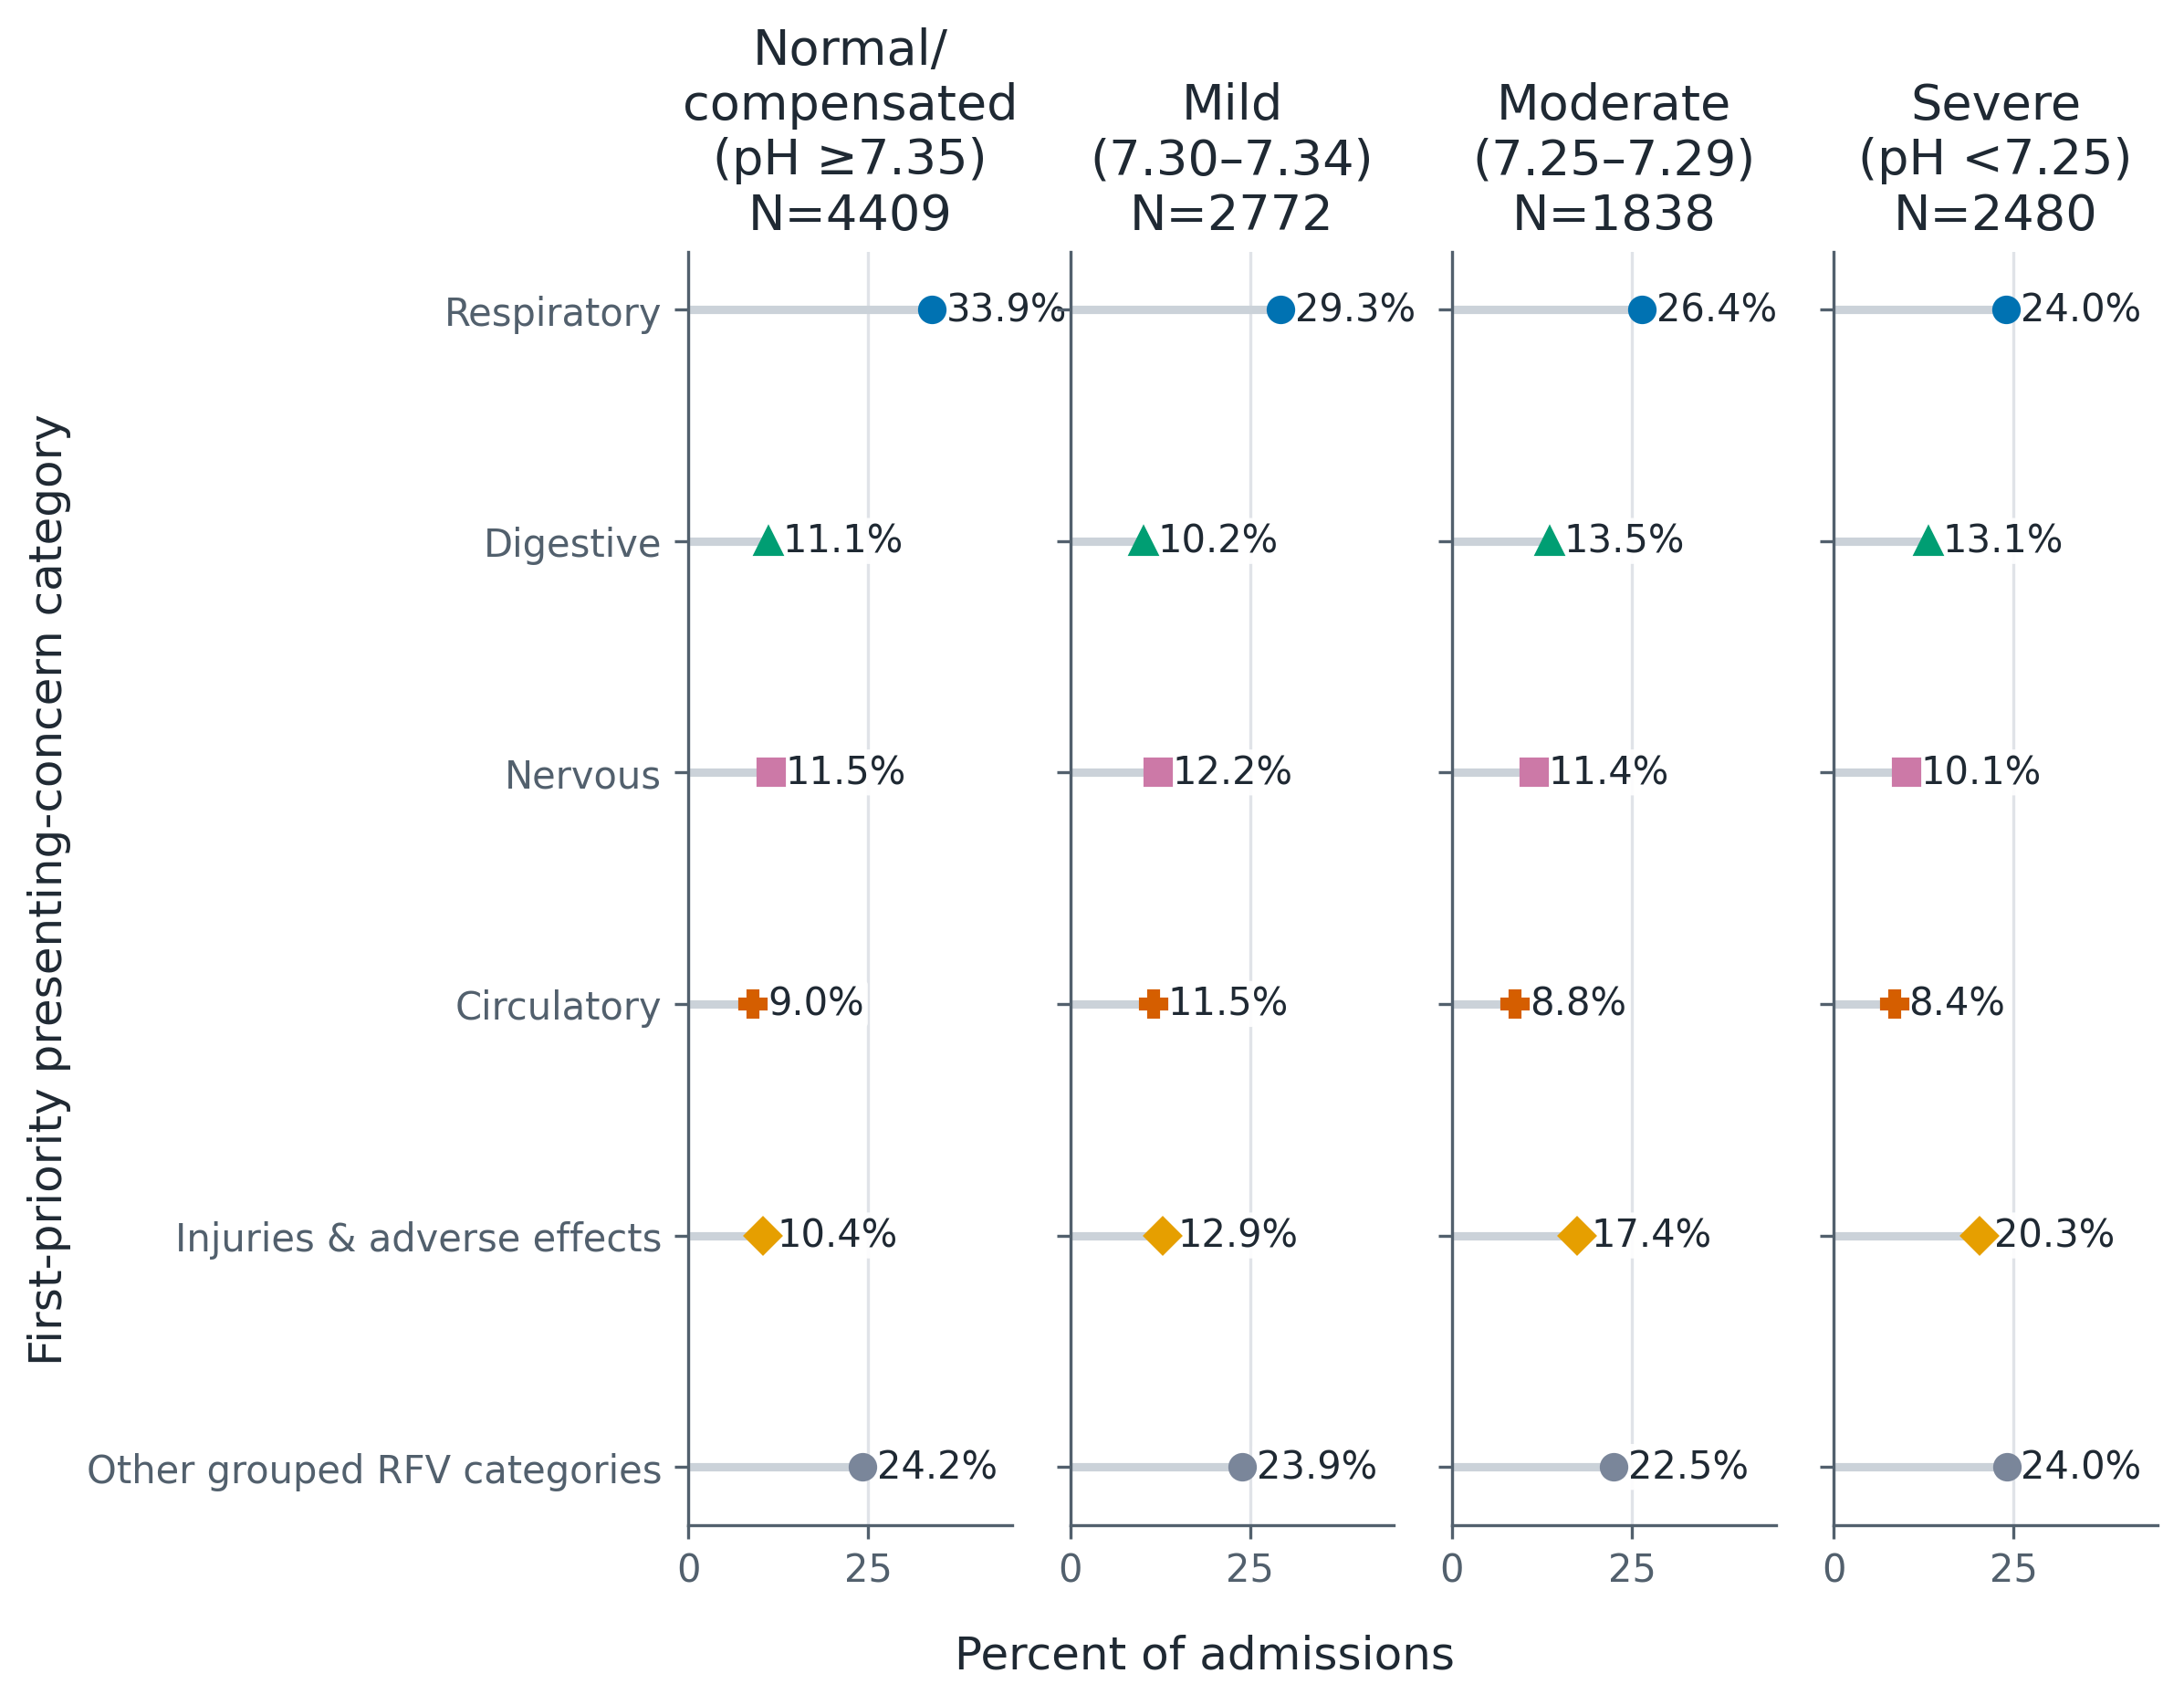 Normal/
compensated
(pH ≥7.35)
N=4409
Mild
(7.30–7.34)
N=2772
Moderate
(7.25–7.29)
N=1838
Severe
(pH <7.25)
N=2480
First-priority presenting-concern category
Respiratory 33.9% 29.3% 26.4% 24.0%
Digestive 11.1% 10.2% 13.5% 13.1%
Nervous 11.5% 12.2% 11.4% 10.1%
Circulatory 9.0% 11.5% 8.8% 8.4%
Injuries & adverse effects 10.4% 12.9% 17.4% 20.3%
Other grouped RFV categories 24.2% 23.9% 22.5% 24.0%
0 25 0 25 0 25 0 25
Percent of admissions